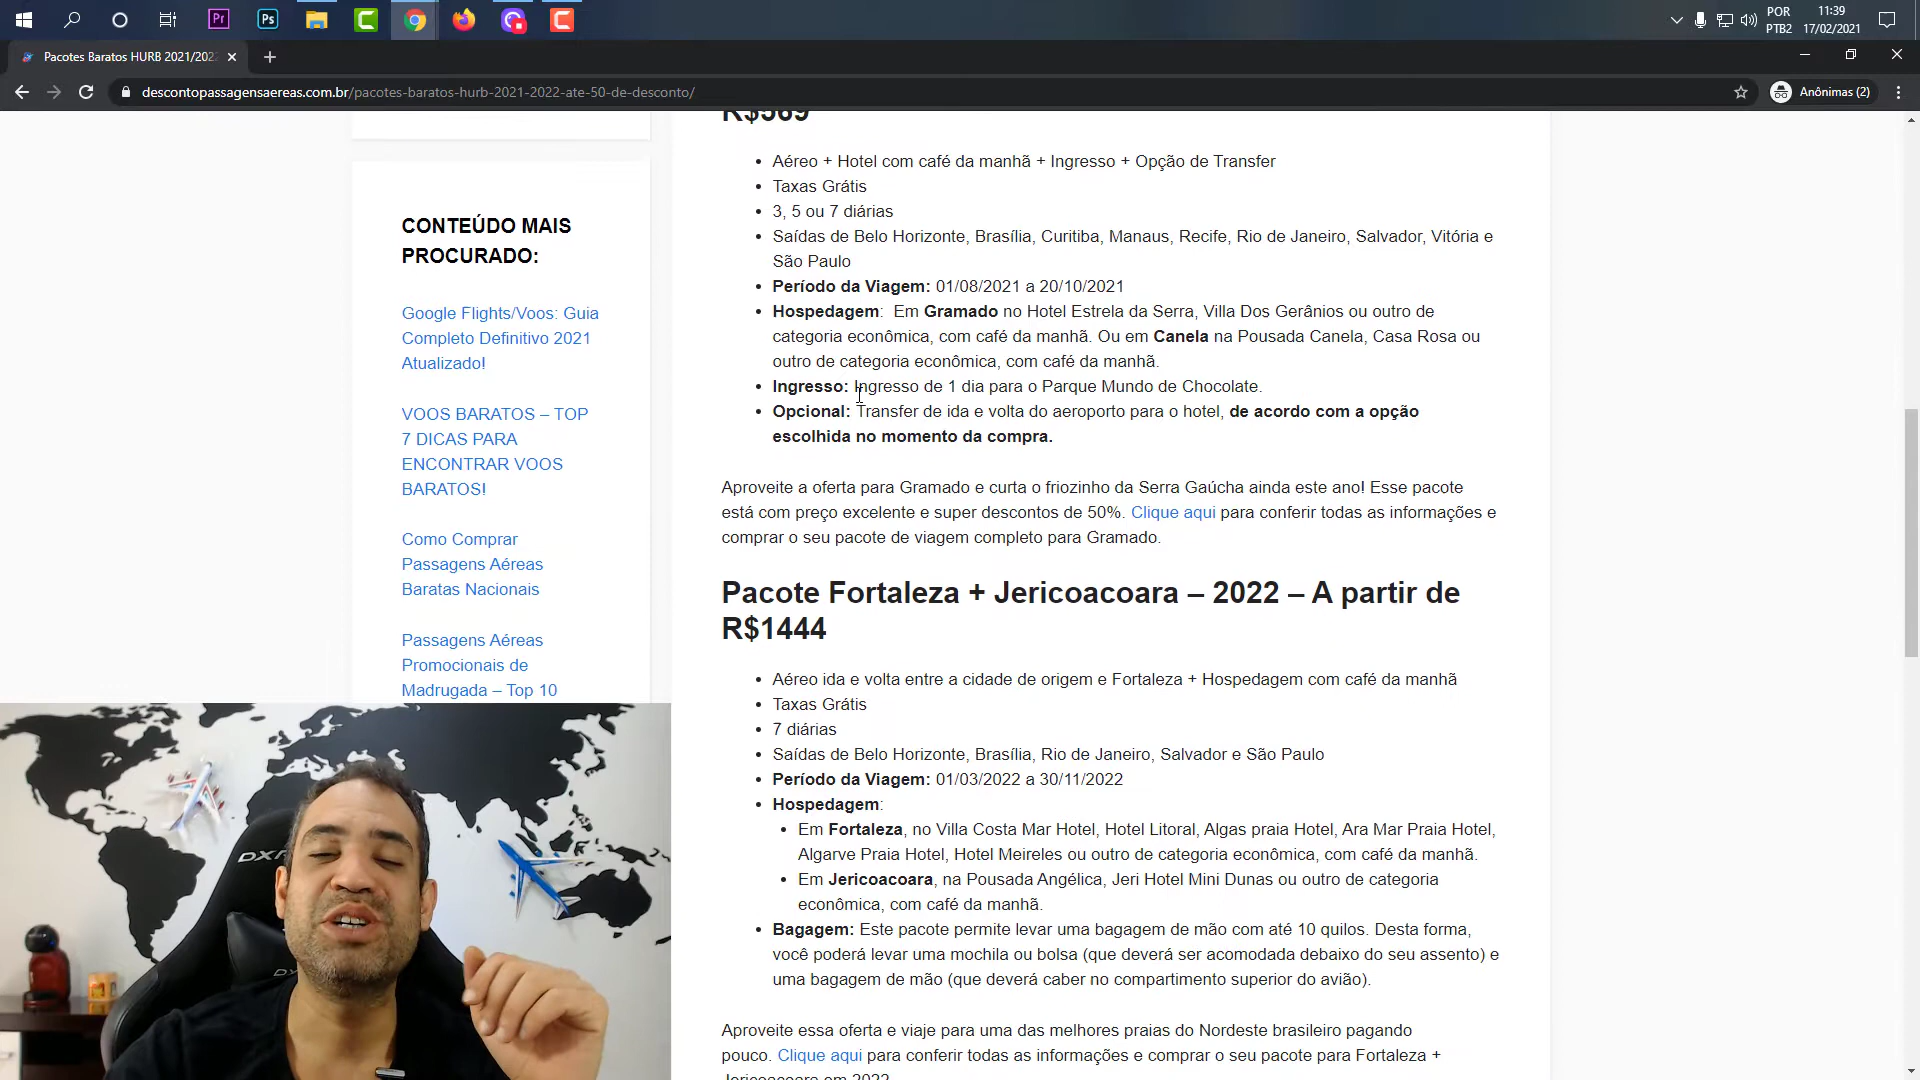 Pr
Ps
POR
PTB2
11:39
17/02/2021
Pacotes Baratos HURB 2021/202
descontopassagensaereas.com.br/pacotes-baratos-hurb-2021-2022-ate-50-de-desconto/
Anônimas (2)
R$569
• Aéreo + Hotel com café da manhã + Ingresso + Opção de Transfer
• Taxas Grátis
• 3, 5 ou 7 diárias
• Saídas de Belo Horizonte, Brasília, Curitiba, Manaus, Recife, Rio de Janeiro, Salvador, Vitória e
São Paulo
• Período da Viagem: 01/08/2021 a 20/10/2021
• Hospedagem: Em Gramado no Hotel Estrela da Serra, Villa Dos Gerânios ou outro de
categoria econômica, com café da manhã. Ou em Canela na Pousada Canela, Casa Rosa ou
outro de categoria econômica, com café da manhã.
• Ingresso: Ingresso de 1 dia para o Parque Mundo de Chocolate.
• Opcional: Transfer de ida e volta do aeroporto para o hotel, de acordo com a opção
escolhida no momento da compra.
Aproveite a oferta para Gramado e curta o friozinho da Serra Gaúcha ainda este ano! Esse pacote
está com preço excelente e super descontos de 50%. Clique aqui para conferir todas as informações e
comprar o seu pacote de viagem completo para Gramado.
Pacote Fortaleza + Jericoacoara – 2022 – A partir de
R$1444
• Aéreo ida e volta entre a cidade de origem e Fortaleza + Hospedagem com café da manhã
• Taxas Grátis
• 7 diárias
• Saídas de Belo Horizonte, Brasília, Rio de Janeiro, Salvador e São Paulo
• Período da Viagem: 01/03/2022 a 30/11/2022
• Hospedagem:
• Em Fortaleza, no Villa Costa Mar Hotel, Hotel Litoral, Algas praia Hotel, Ara Mar Praia Hotel,
Algarve Praia Hotel, Hotel Meireles ou outro de categoria econômica, com café da manhã.
• Em Jericoacoara, na Pousada Angélica, Jeri Hotel Mini Dunas ou outro de categoria
econômica, com café da manhã.
• Bagagem: Este pacote permite levar uma bagagem de mão com até 10 quilos. Desta forma,
você poderá levar uma mochila ou bolsa (que deverá ser acomodada debaixo do seu assento) e
uma bagagem de mão (que deverá caber no compartimento superior do avião).
Aproveite essa oferta e viaje para uma das melhores praias do Nordeste brasileiro pagando
pouco. Clique aqui para conferir todas as informações e comprar o seu pacote para Fortaleza +
Jericoacoara em 2022
CONTEÚDO MAIS
PROCURADO:
Google Flights/Voos: Guia
Completo Definitivo 2021
Atualizado!
VOOS BARATOS – TOP
7 DICAS PARA
ENCONTRAR VOOS
BARATOS!
Como Comprar
Passagens Aéreas
Baratas Nacionais
Passagens Aéreas
Promocionais de
Madrugada – Top 10